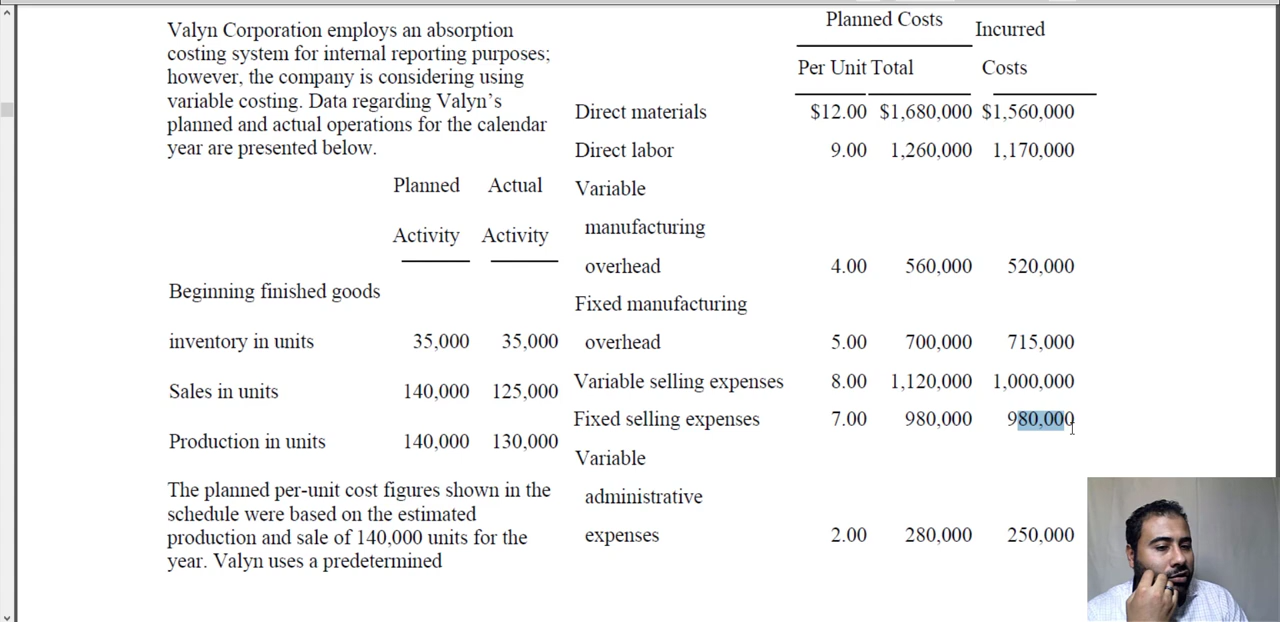 Valyn Corporation employs an absorption
costing system for internal reporting purposes;
however, the company is considering using
variable costing. Data regarding Valyn's
planned and actual operations for the calendar
year are presented below.
Planned Actual
Activity Activity
Beginning finished goods
inventory in units 35,000 35,000
Sales in units 140,000 125,000
Production in units 140,000 130,000
The planned per-unit cost figures shown in the
schedule were based on the estimated
production and sale of 140,000 units for the
year. Valyn uses a predetermined
Planned Costs Incurred
Per Unit Total Costs
Direct materials $12.00 $1,680,000 $1,560,000
Direct labor 9.00 1,260,000 1,170,000
Variable
manufacturing
overhead 4.00 560,000 520,000
Fixed manufacturing
overhead 5.00 700,000 715,000
Variable selling expenses 8.00 1,120,000 1,000,000
Fixed selling expenses 7.00 980,000 980,000
Variable
administrative
expenses 2.00 280,000 250,000